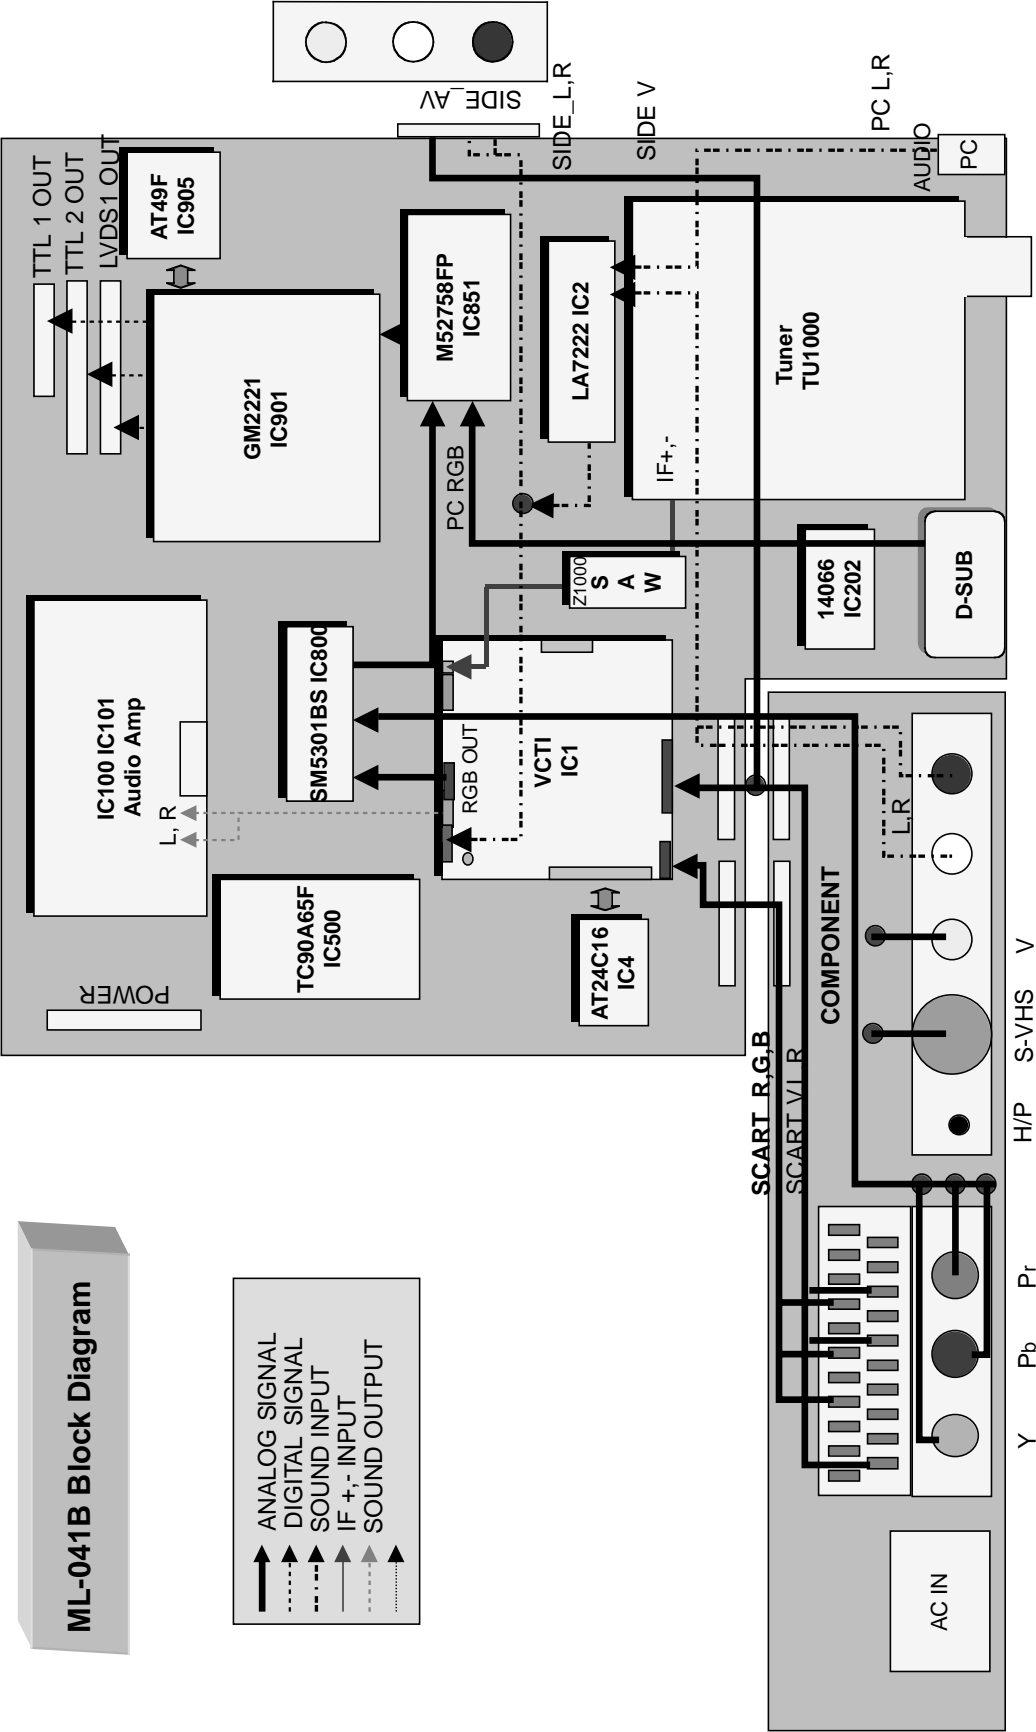 ML-041B Block Diagram
ANALOG SIGNAL
DIGITAL SIGNAL
SOUND INPUT
IF +,- INPUT
SOUND OUTPUT
POWER
IC100 IC101
Audio Amp
L, R
TTL 1 OUT
TTL 2 OUT
LVDS1 OUT
AT49F
IC905
GM2221
IC901
TC90A65F
IC500
SM5301BS IC800
M52758FP
IC851
PC RGB
SIDE_AV
SIDE_L,R
SIDE V
PC L,R
AUDIO
PC
RGB OUT
VCTI
IC1
Z1000
S
A
W
LA7222 IC2
IF+,-
Tuner
TU1000
AT24C16
IC4
14066
IC202
D-SUB
SCART R,G,B
SCART V,L,R
COMPONENT
L,R
AC IN
Y
Pb
Pr
H/P
S-VHS
V